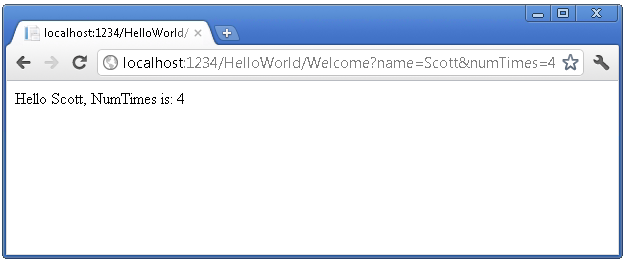 localhost:1234/HelloWorld/
localhost:1234/HelloWorld/Welcome?name=Scott&numTimes=4
Hello Scott, NumTimes is: 4